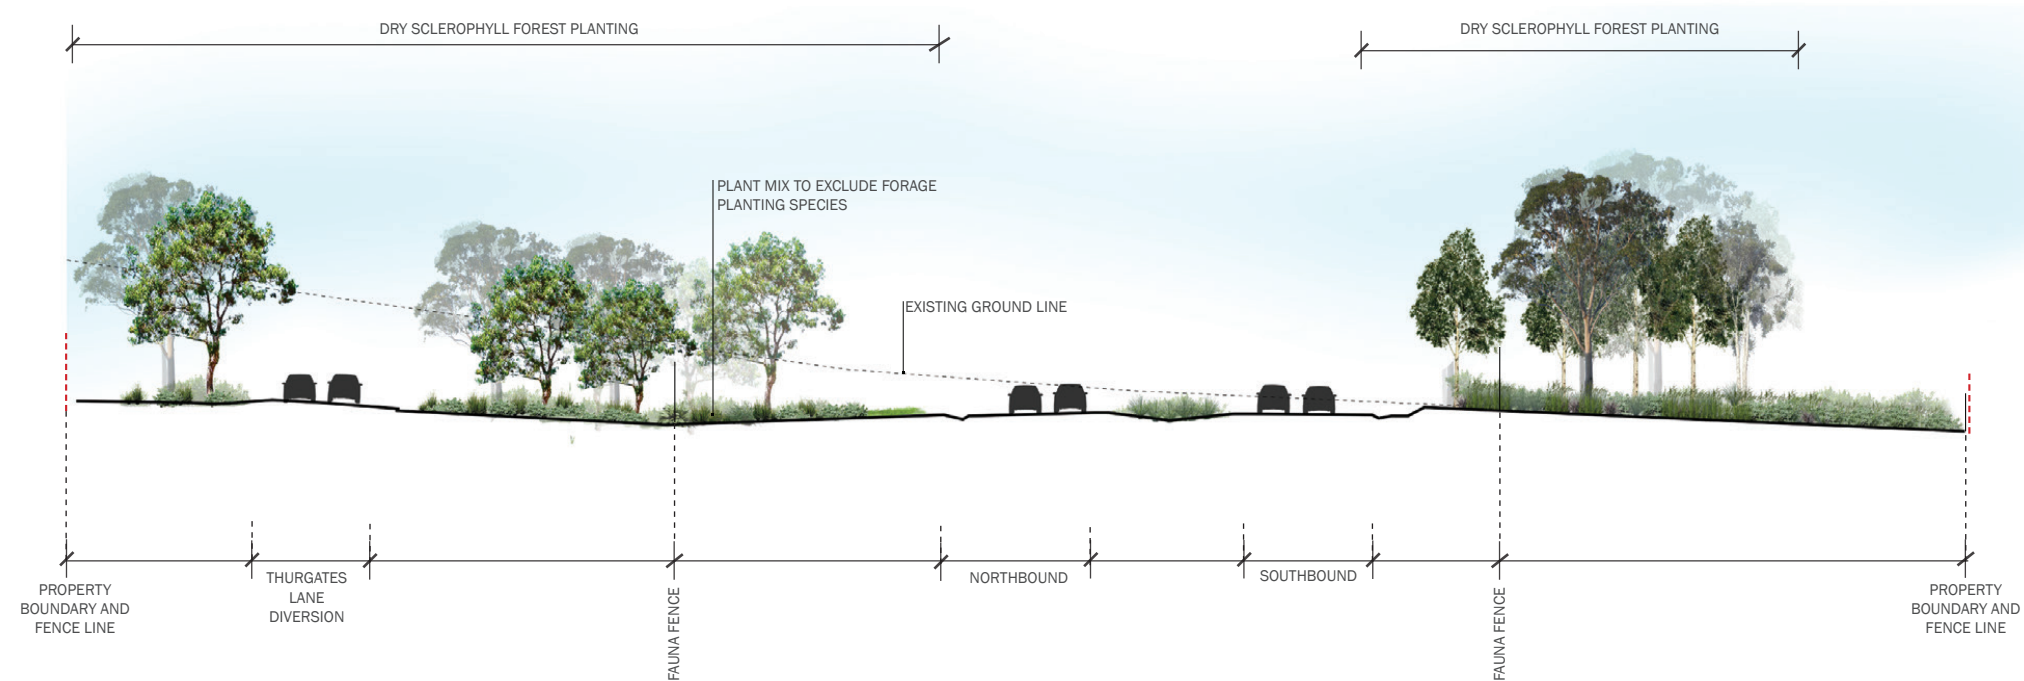 DRY SCLEROPHYLL FOREST PLANTING
DRY SCLEROPHYLL FOREST PLANTING
PLANT MIX TO EXCLUDE FORAGE
PLANTING SPECIES
EXISTING GROUND LINE
PROPERTY
BOUNDARY AND
FENCE LINE
THURGATES
LANE
DIVERSION
FAUNA FENCE
NORTHBOUND
SOUTHBOUND
FAUNA FENCE
PROPERTY
BOUNDARY AND
FENCE LINE